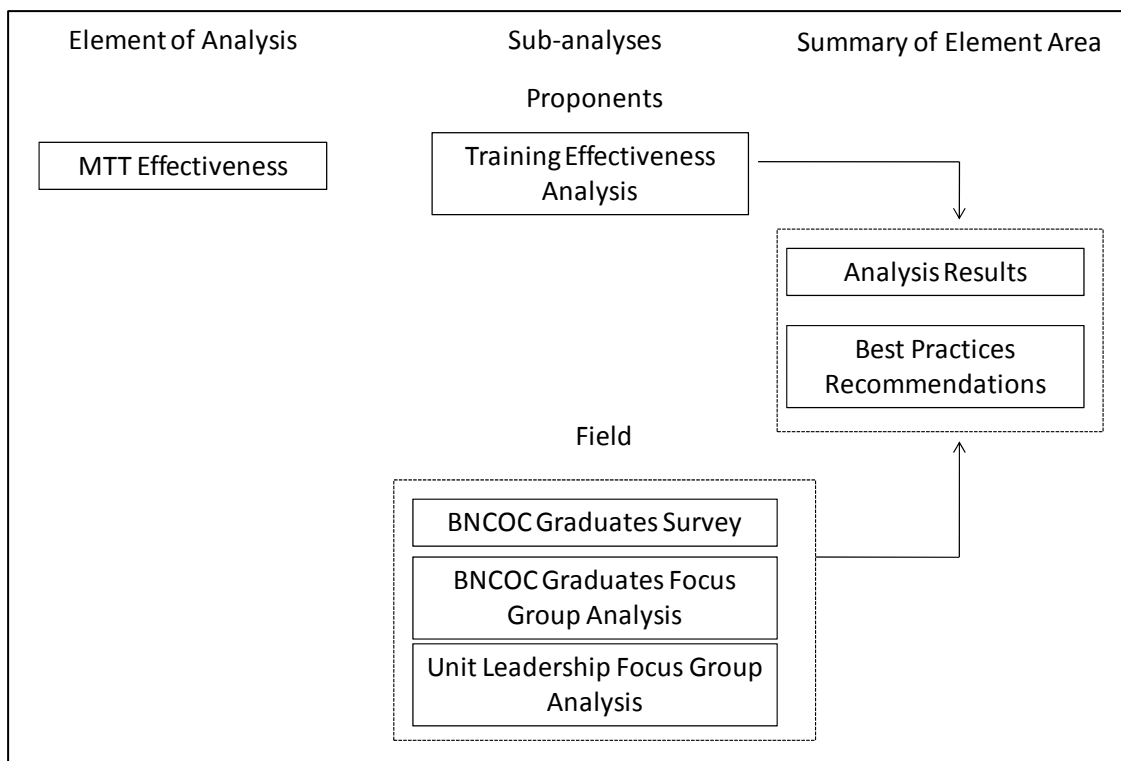 Element of Analysis
Sub-analyses
Summary of Element Area
Proponents
MTT Effectiveness
Training Effectiveness
Analysis
Analysis Results
Best Practices
Recommendations
Field
BNCOC Graduates Survey
BNCOC Graduates Focus
Group Analysis
Unit Leadership Focus Group
Analysis